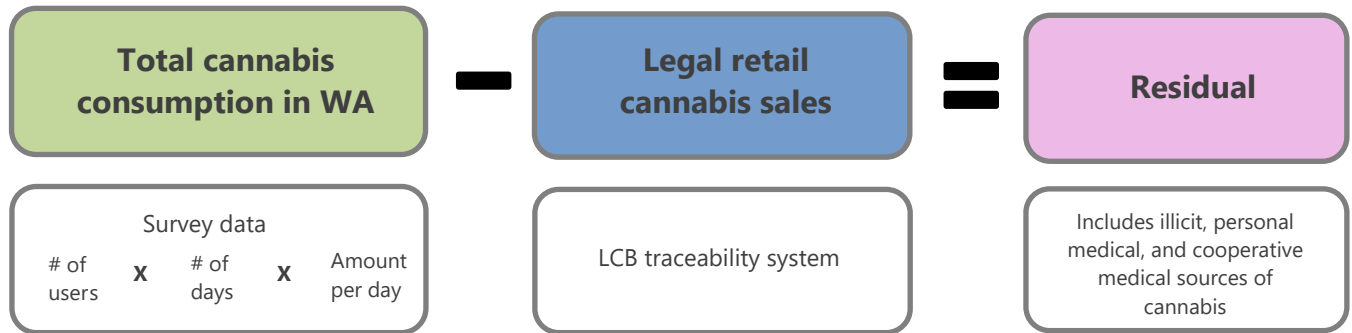 Total cannabis
consumption in WA
Legal retail
cannabis sales
Residual
Survey data
# of
users
X
# of
days
X
Amount
per day
LCB traceability system
Includes illicit, personal
medical, and cooperative
medical sources of
cannabis